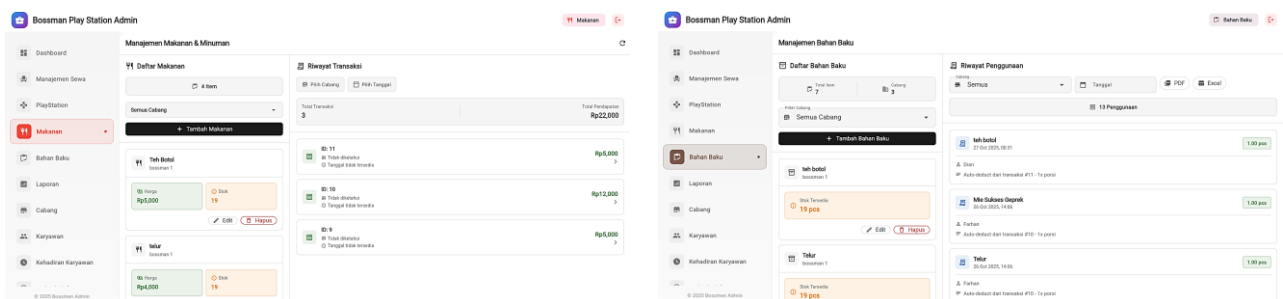 Bossman Play Station Admin
Makanan
Dashboard
Manajemen Sewa
PlayStation
Makanan
Bahan Baku
Laporan
Cabang
Karyawan
Kehadiran Karyawan
© 2025 Bossman Admin
Manajemen Makanan & Minuman
Daftar Makanan
4 Item
Semua Cabang
+ Tambah Makanan
Teh Botol
bossman 1
Harga
Rp5,000
Stok
19
Edit
Hapus
telur
bossman 1
Harga
Rp4,000
Stok
19
Riwayat Transaksi
Pilih Cabang
Pilih Tanggal
Total Transaksi
3
Total Pendapatan
Rp22,000
ID: 11
Tidak diketahui
Tanggal tidak tersedia
Rp5,000
ID: 10
Tidak diketahui
Tanggal tidak tersedia
Rp12,000
ID: 9
Tidak diketahui
Tanggal tidak tersedia
Rp5,000
Bossman Play Station Admin
Bahan Baku
Dashboard
Manajemen Sewa
PlayStation
Makanan
Bahan Baku
Laporan
Cabang
Karyawan
Kehadiran Karyawan
© 2025 Bossman Admin
Manajemen Bahan Baku
Daftar Bahan Baku
Total Item
7
Cabang
3
Filter Cabang
Semua Cabang
+ Tambah Bahan Baku
teh botol
bossman 1
Stok Tersedia
19 pcs
Edit
Hapus
Telur
bossman 1
Stok Tersedia
19 pcs
Riwayat Penggunaan
Cabang
Semua
Tanggal
PDF
Excel
13 Penggunaan
teh botol
27 Oct 2025, 00:31
1.00 pcs
Dian
Auto-deduct dari transaksi #11 - 1x porsi
Mie Sukses Geprek
26 Oct 2025, 14:06
1.00 pcs
Farhan
Auto-deduct dari transaksi #10 - 1x porsi
Telur
26 Oct 2025, 14:06
1.00 pcs
Farhan
Auto-deduct dari transaksi #10 - 1x porsi